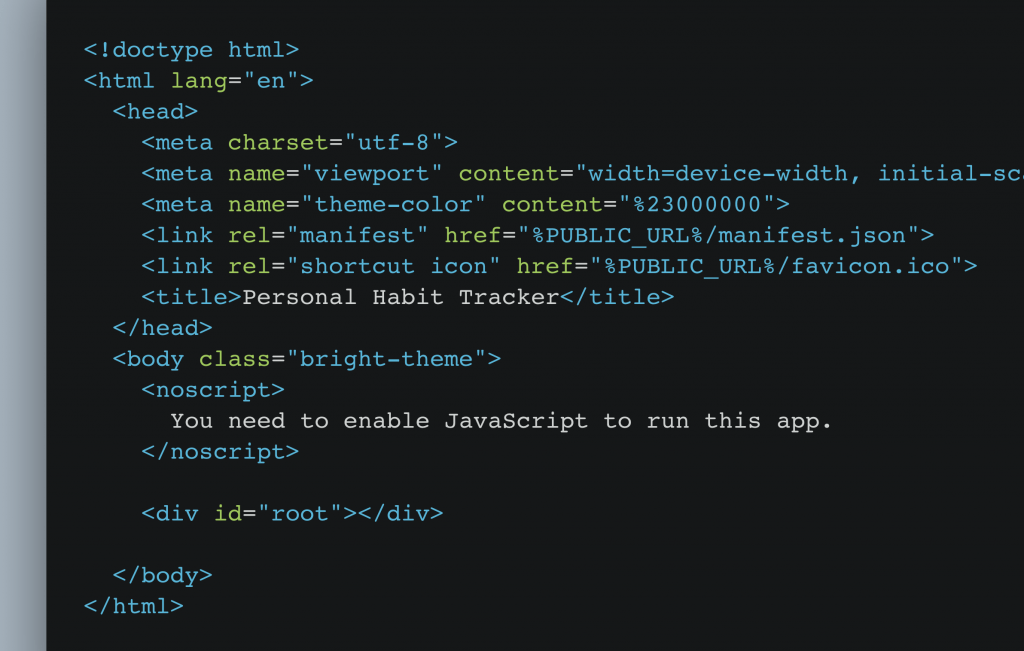 <!doctype html>
<html lang="en">
<head>
<meta charset="utf-8">
<meta name="viewport" content="width=device-width, initial-sc
<meta name="theme-color" content="%23000000">
<link rel="manifest" href="%PUBLIC_URL%/manifest.json">
<link rel="shortcut icon" href="%PUBLIC_URL%/favicon.ico">
<title>Personal Habit Tracker</title>
</head>
<body class="bright-theme">
<noscript>
You need to enable JavaScript to run this app.
</noscript>
<div id="root"></div>
</body>
</html>